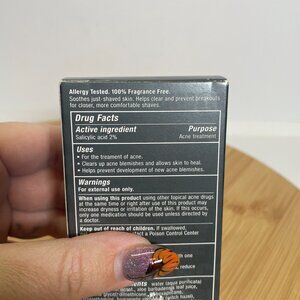 Allergy Tested. 100% Fragrance Free.
Soothes just-shaved skin. Helps clear and prevent breakouts
for closer, more comfortable shaves.
Drug Facts
Active ingredient Purpose
Salicylic acid 2% Acne treatment
Uses
• For the treament of acne.
• Clears up acne blemishes and allows skin to heal.
• Helps prevent development of new acne blemishes.
Warnings
For external use only.
When using this product using other topical acne drugs
at the same time or right after use of this product may
increase dryness or irritation of the skin. If this occurs
only one medication should be used unless directed by
a doctor.
Keep out of reach of children. If swallowed,
a Poison Control Center
reduce
water (aqua purificata)